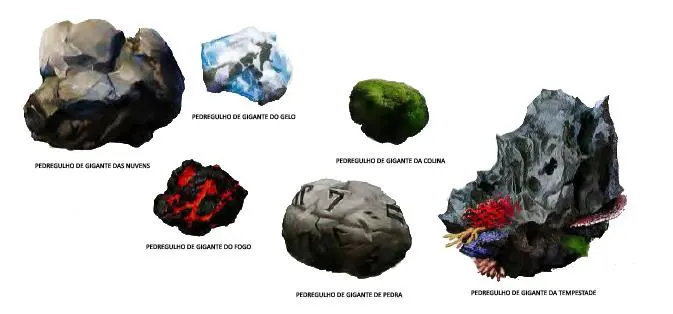 PEDREGULHO DE GIGANTE DO GELO
PEDREGULHO DE GIGANTE DAS NUVENS
PEDREGULHO DE GIGANTE DA COLINA
PEDREGULHO DE GIGANTE DO FOGO
PEDREGULHO DE GIGANTE DE PEDRA
PEDREGULHO DE GIGANTE DA TEMPESTADE